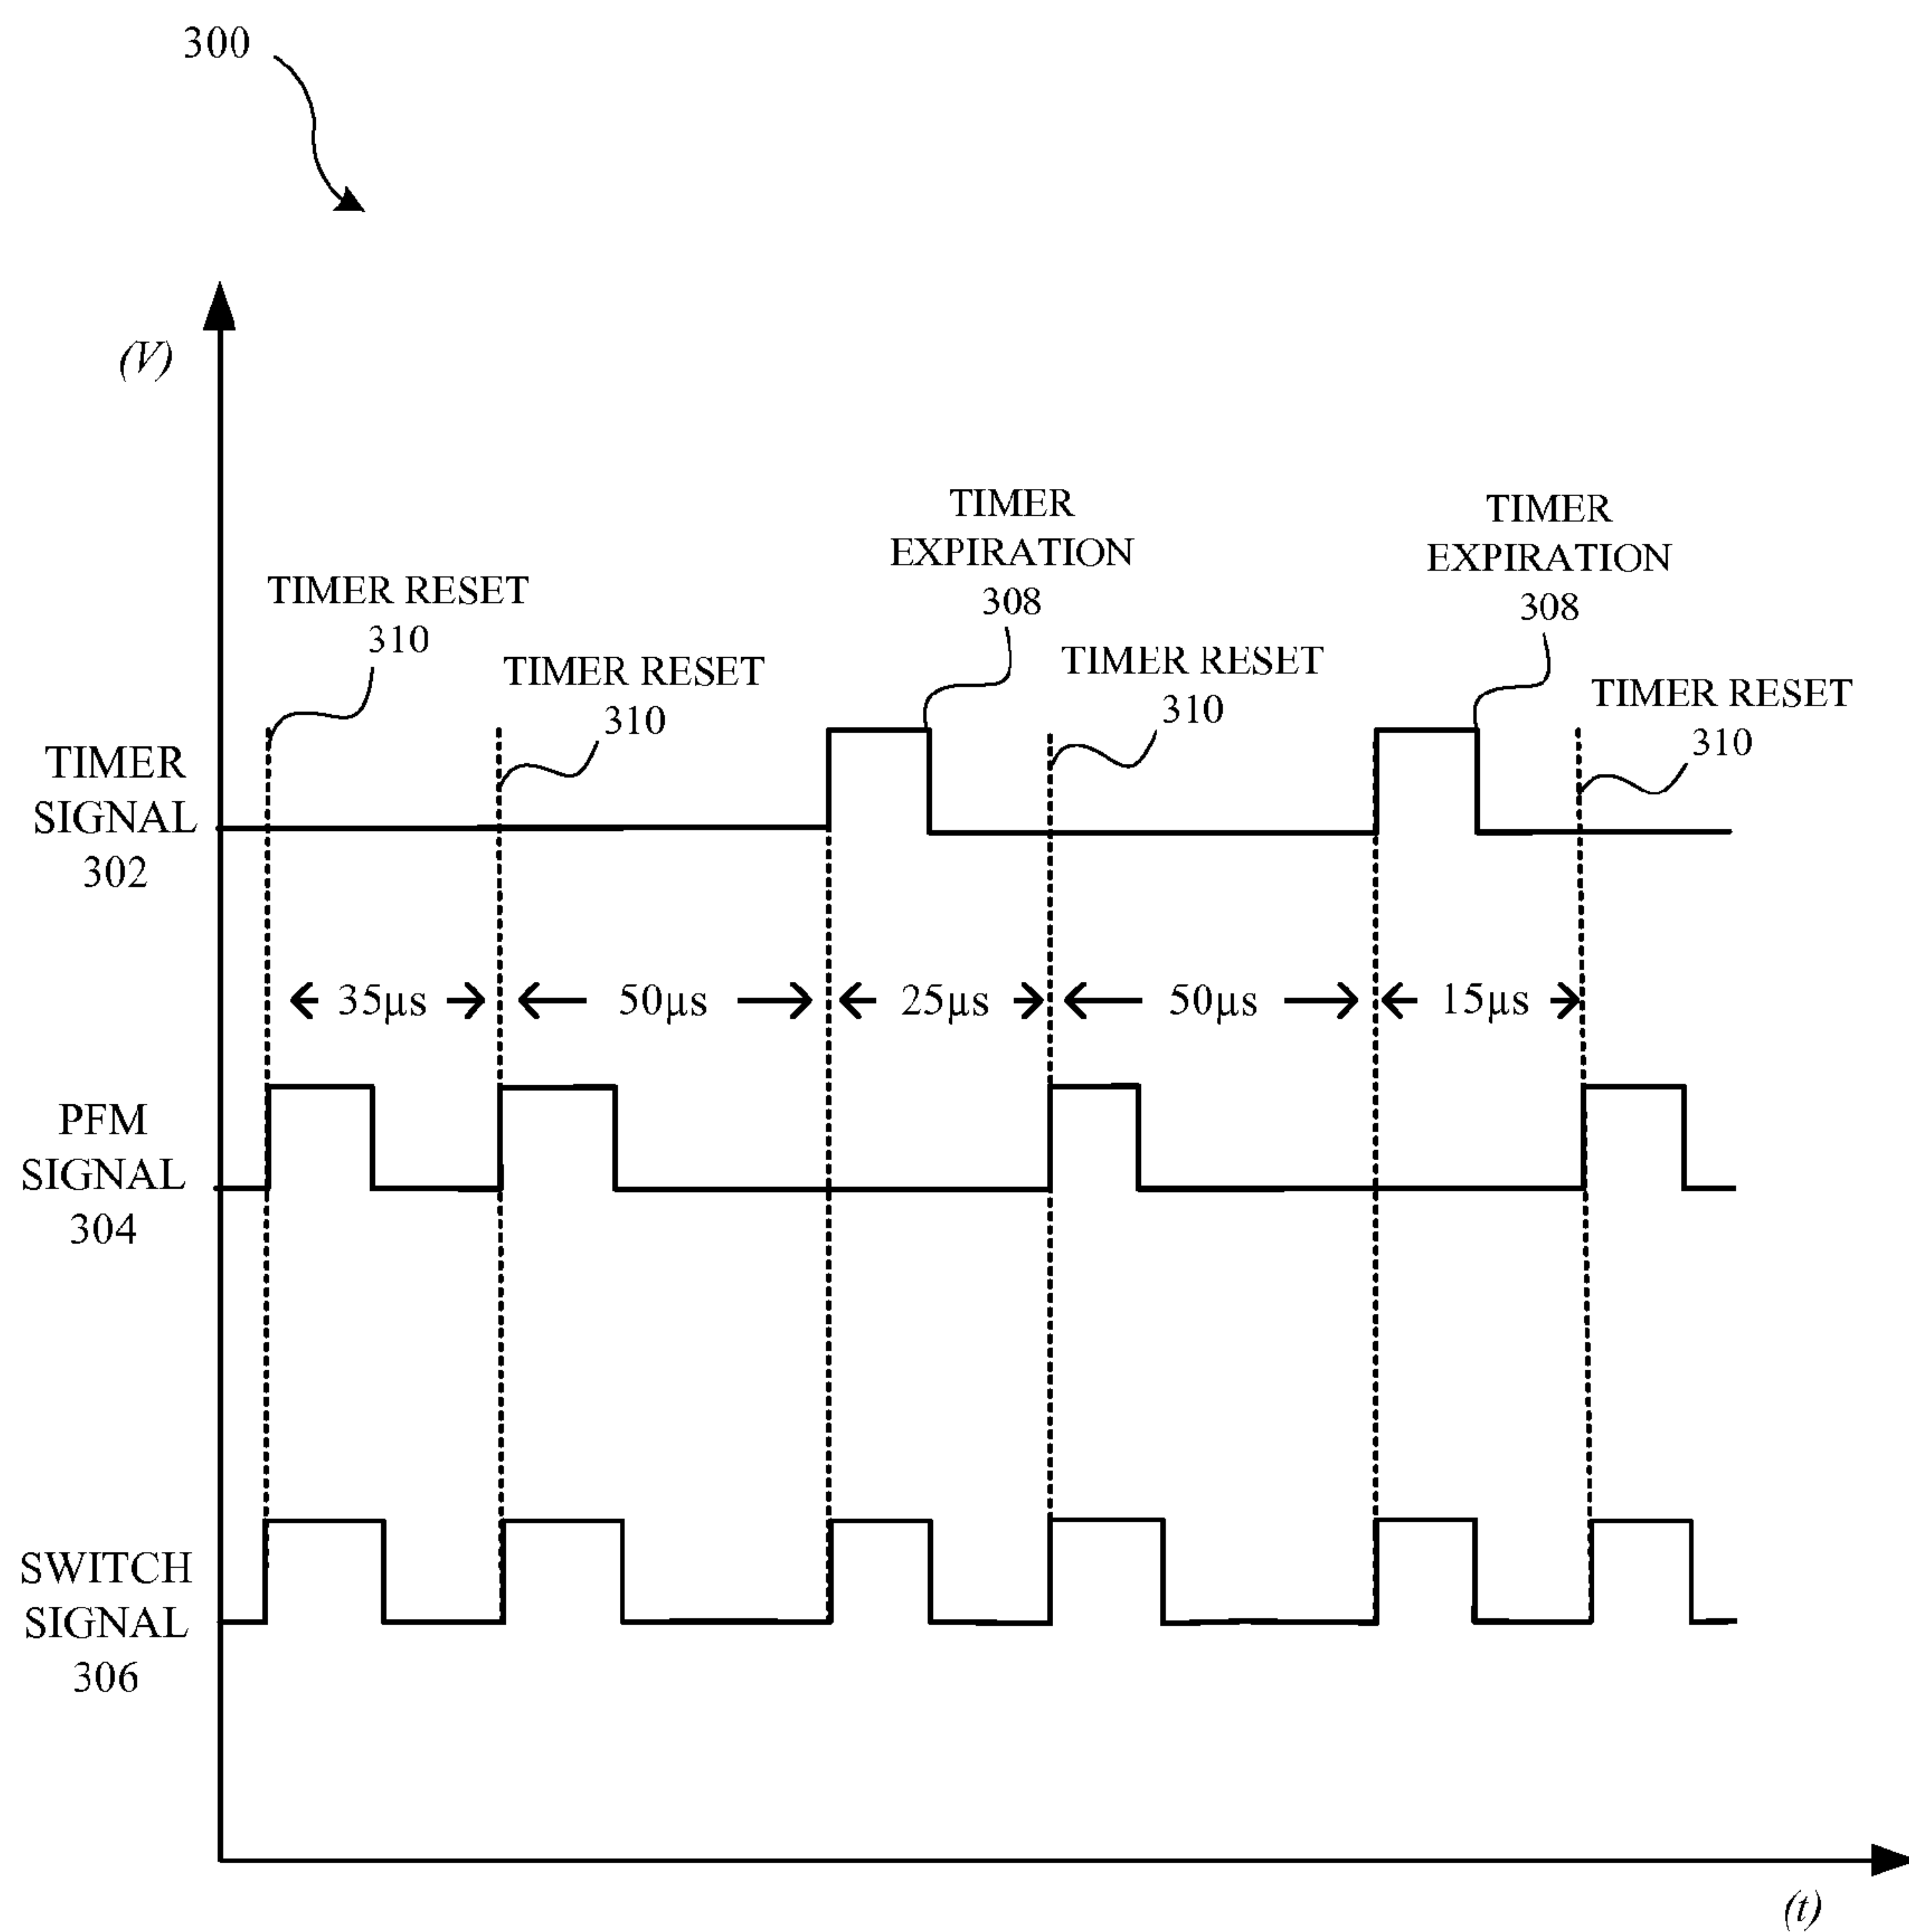 300
(V)
TIMER
EXPIRATION
308
TIMER
EXPIRATION
308
TIMER RESET
310
TIMER RESET
310
TIMER RESET
310
TIMER RESET
310
TIMER
SIGNAL
302
35µs
50µs
25µs
50µs
15µs
PFM
SIGNAL
304
SWITCH
SIGNAL
306
(t)